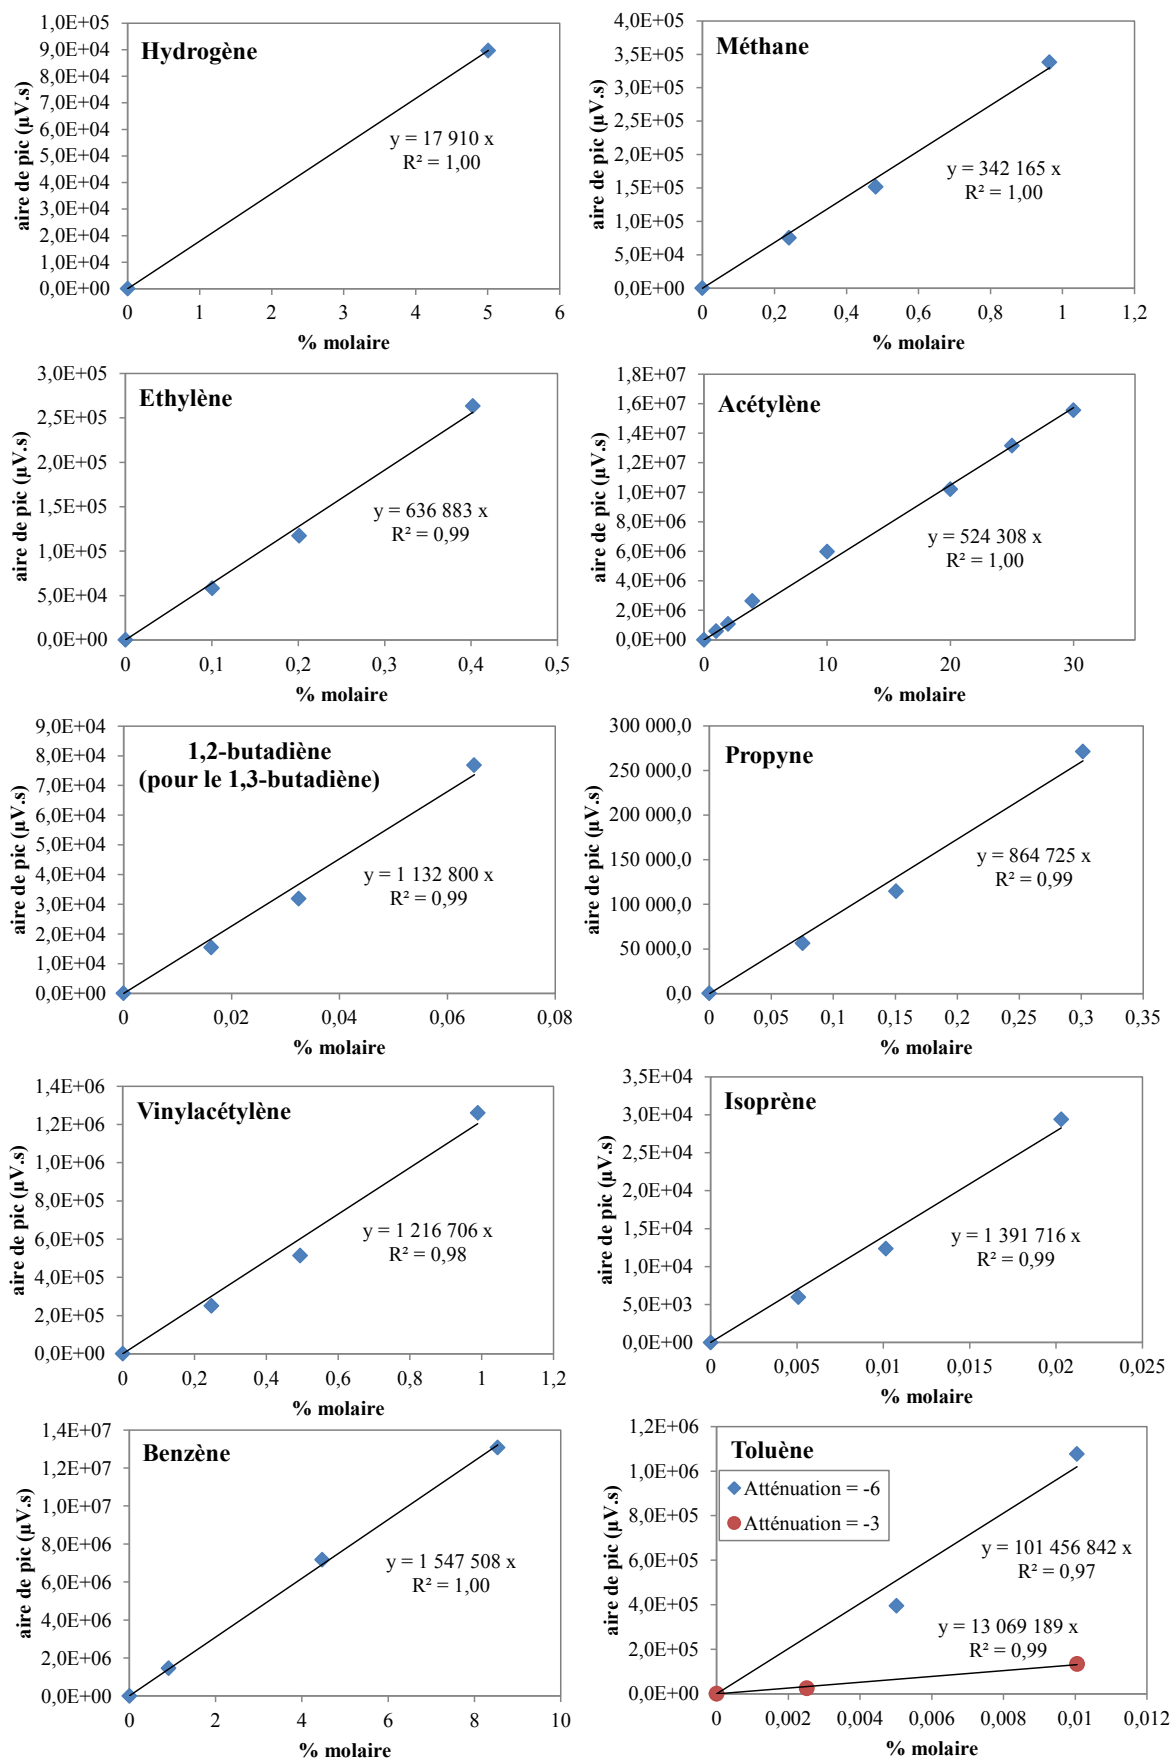 Hydrogène
aire de pic (µV.s)
1,0E+05
9,0E+04
8,0E+04
7,0E+04
6,0E+04
5,0E+04
4,0E+04
3,0E+04
2,0E+04
1,0E+04
0,0E+00
y = 17 910 x
R² = 1,00
0 1 2 3 4 5 6
% molaire
Méthane
aire de pic (µV.s)
4,0E+05
3,5E+05
3,0E+05
2,5E+05
2,0E+05
1,5E+05
1,0E+05
5,0E+04
0,0E+00
y = 342 165 x
R² = 1,00
0 0,2 0,4 0,6 0,8 1 1,2
% molaire
Ethylène
aire de pic (µV.s)
3,0E+05
2,5E+05
2,0E+05
1,5E+05
1,0E+05
5,0E+04
0,0E+00
y = 636 883 x
R² = 0,99
0 0,1 0,2 0,3 0,4 0,5
% molaire
Acétylène
aire de pic (µV.s)
1,8E+07
1,6E+07
1,4E+07
1,2E+07
1,0E+07
8,0E+06
6,0E+06
4,0E+06
2,0E+06
0,0E+00
y = 524 308 x
R² = 1,00
0 10 20 30
% molaire
1,2-butadiène
(pour le 1,3-butadiène)
aire de pic (µV.s)
9,0E+04
8,0E+04
7,0E+04
6,0E+04
5,0E+04
4,0E+04
3,0E+04
2,0E+04
1,0E+04
0,0E+00
y = 1 132 800 x
R² = 0,99
0 0,02 0,04 0,06 0,08
% molaire
Propyne
aire de pic (µV.s)
300 000,0
250 000,0
200 000,0
150 000,0
100 000,0
50 000,0
0,0
y = 864 725 x
R² = 0,99
0 0,05 0,1 0,15 0,2 0,25 0,3 0,35
% molaire
Vinylacétylène
aire de pic (µV.s)
1,4E+06
1,2E+06
1,0E+06
8,0E+05
6,0E+05
4,0E+05
2,0E+05
0,0E+00
y = 1 216 706 x
R² = 0,98
0 0,2 0,4 0,6 0,8 1 1,2
% molaire
Isoprène
aire de pic (µV.s)
3,5E+04
3,0E+04
2,5E+04
2,0E+04
1,5E+04
1,0E+04
5,0E+03
0,0E+00
y = 1 391 716 x
R² = 0,99
0 0,005 0,01 0,015 0,02 0,025
% molaire
Benzène
aire de pic (µV.s)
1,4E+07
1,2E+07
1,0E+07
8,0E+06
6,0E+06
4,0E+06
2,0E+06
0,0E+00
y = 1 547 508 x
R² = 1,00
0 2 4 6 8 10
% molaire
Toluène
Atténuation = -6
Atténuation = -3
aire de pic (µV.s)
1,2E+06
1,0E+06
8,0E+05
6,0E+05
4,0E+05
2,0E+05
0,0E+00
y = 101 456 842 x
R² = 0,97
y = 13 069 189 x
R² = 0,99
0 0,002 0,004 0,006 0,008 0,01 0,012
% molaire